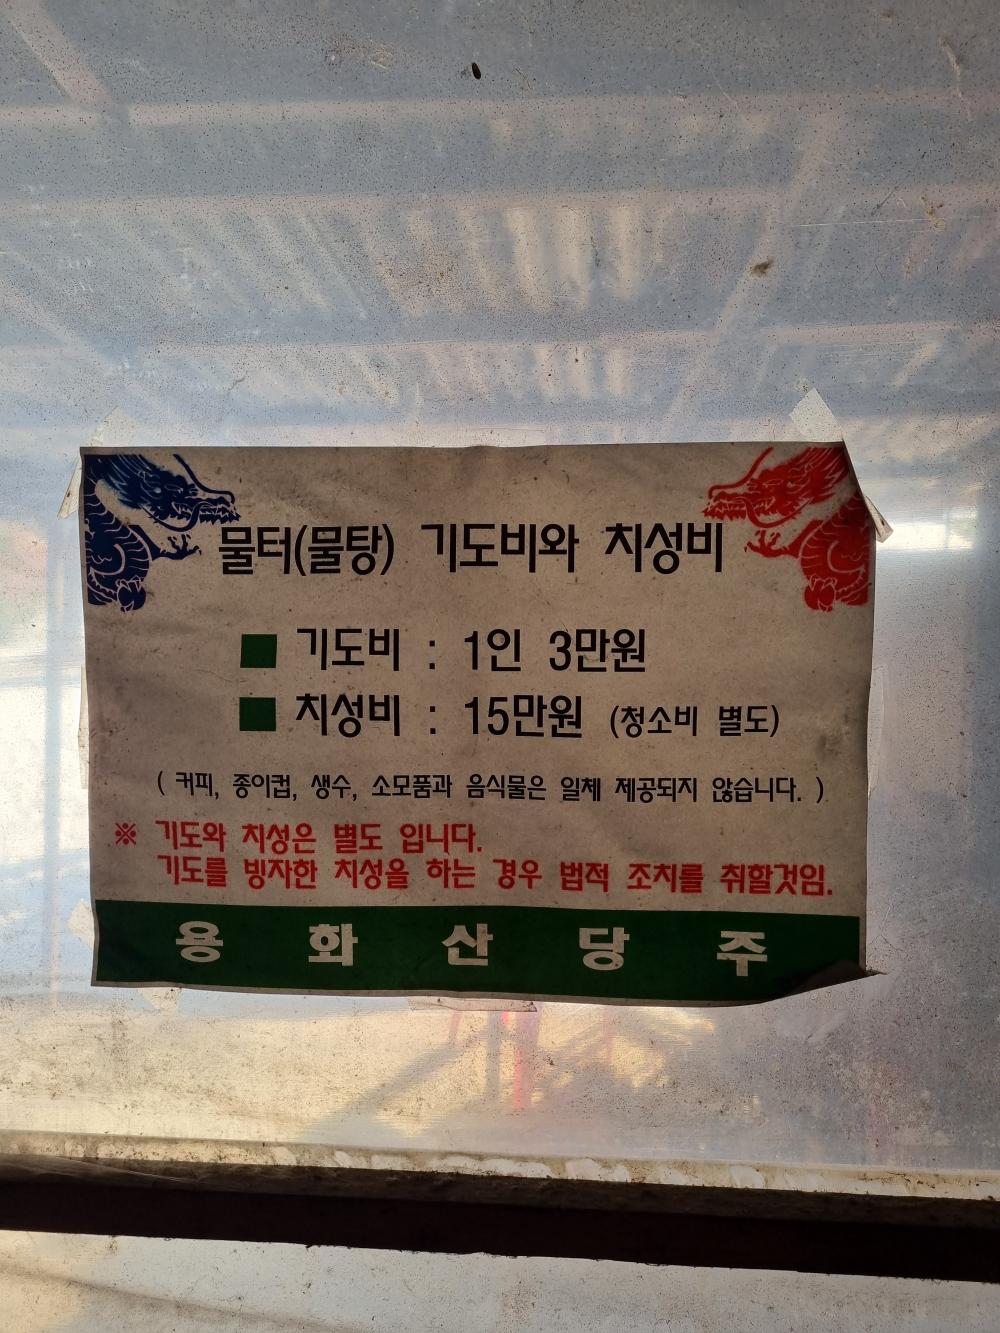 물터(물탕) 기도비와 치성비
■ 기도비 : 1인 3만원
■ 치성비 : 15만원 (청소비 별도)
( 커피, 종이컵, 생수, 소모품과 음식물은 일체 제공되지 않습니다. )
※ 기도와 치성은 별도 입니다.
기도를 빙자한 치성을 하는 경우 법적 조치를 취할것임.
용 화 산 당 주